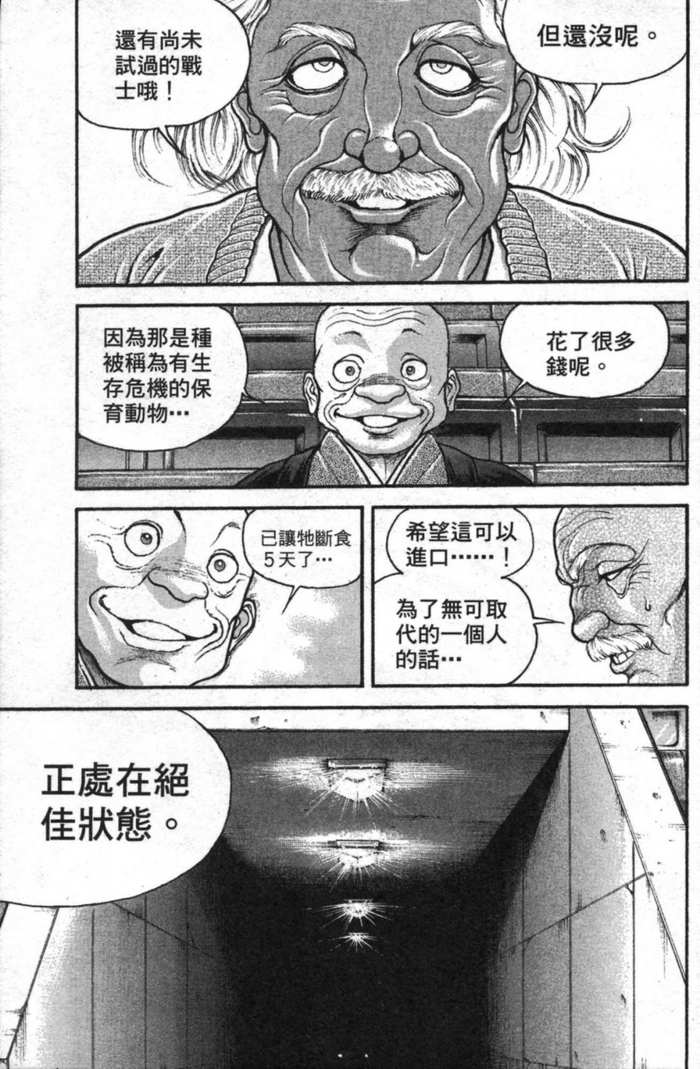 但還沒呢。
還有尚未
試過的戰
士哦！
花了很多
錢呢。
因為那是種
被稱為有生
存危機的保
育動物…
希望這可以
進口……！
為了無可取
代的一個人
的話…
已讓牠斷食
5天了…
正處在絕
佳狀態。